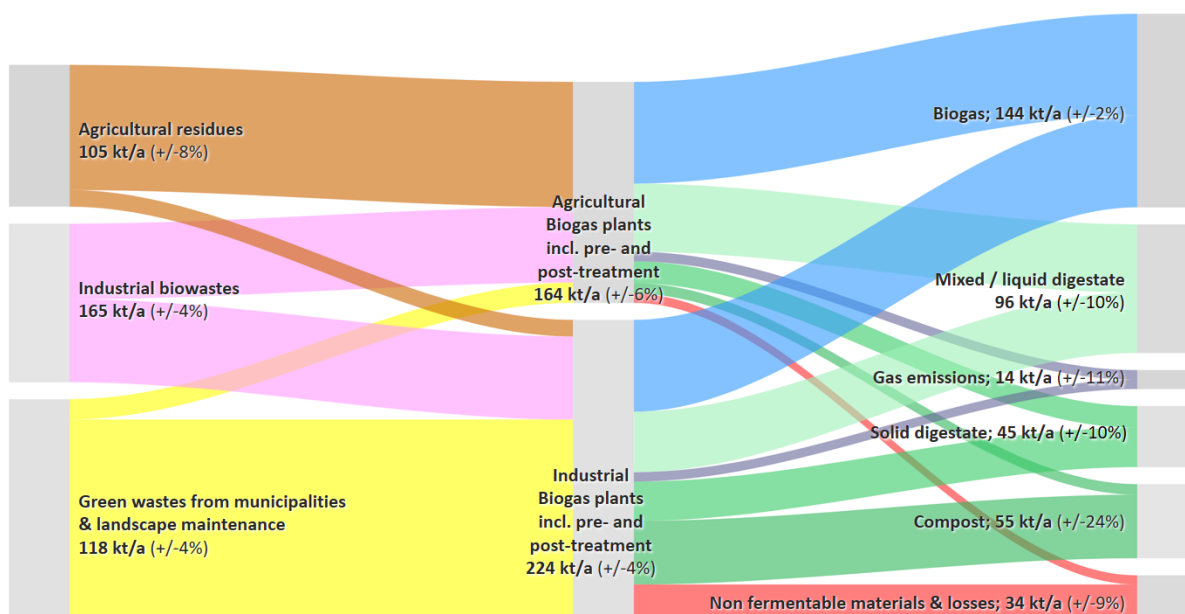 Agricultural residues
105 kt/a (+/-8%)
Industrial biowastes
165 kt/a (+/-4%)
Green wastes from municipalities
& landscape maintenance
118 kt/a (+/-4%)
Agricultural
Biogas plants
incl. pre- and
post-treatment
164 kt/a (+/-6%)
Industrial
Biogas plants
incl. pre- and
post-treatment
224 kt/a (+/-4%)
Biogas; 144 kt/a (+/-2%)
Mixed / liquid digestate
96 kt/a (+/-10%)
Gas emissions; 14 kt/a (+/-11%)
Solid digestate; 45 kt/a (+/-10%)
Compost; 55 kt/a (+/-24%)
Non fermentable materials & losses; 34 kt/a (+/-9%)